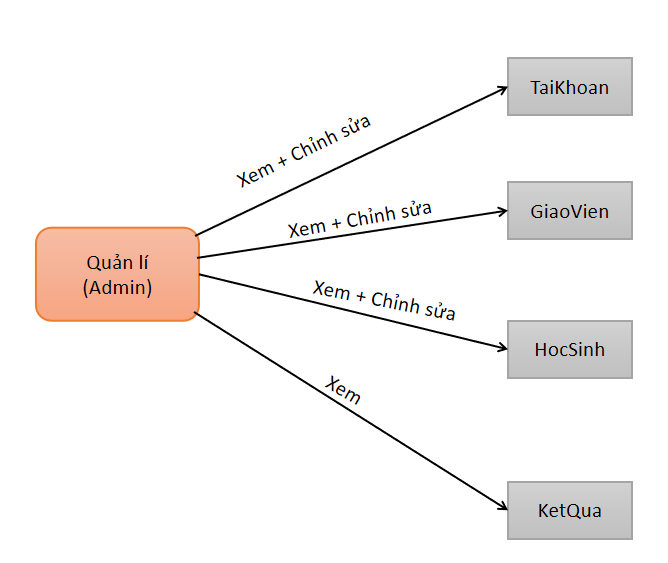 TaiKhoan
Xem + Chỉnh sửa
GiaoVien
Xem + Chỉnh sửa
Quản lí
(Admin)
Xem + Chỉnh sửa
HocSinh
Xem
KetQua